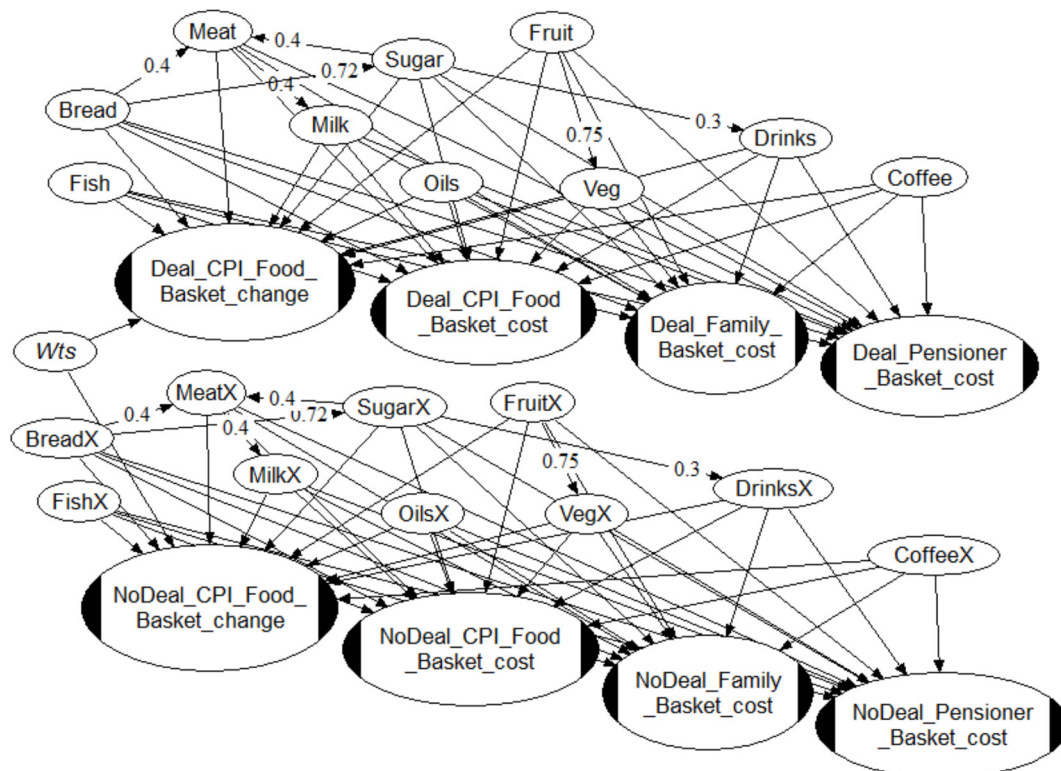 Meat
Fruit
Sugar
0.4
0.4
0.72
0.4
Bread
Milk
0.3
0.75
Drinks
Fish
Oils
Veg
Coffee
Deal_CPI_Food_
Basket_change
Deal_CPI_Food
_Basket_cost
Deal_Family_
Basket_cost
Deal_Pensioner
_Basket_cost
Wts
MeatX
0.4
SugarX
FruitX
0.4
0.72
0.4
BreadX
MilkX
0.75
0.3
DrinksX
FishX
OilsX
VegX
CoffeeX
NoDeal_CPI_Food_
Basket_change
NoDeal_CPI_Food
_Basket_cost
NoDeal_Family
_Basket_cost
NoDeal_Pensioner
_Basket_cost